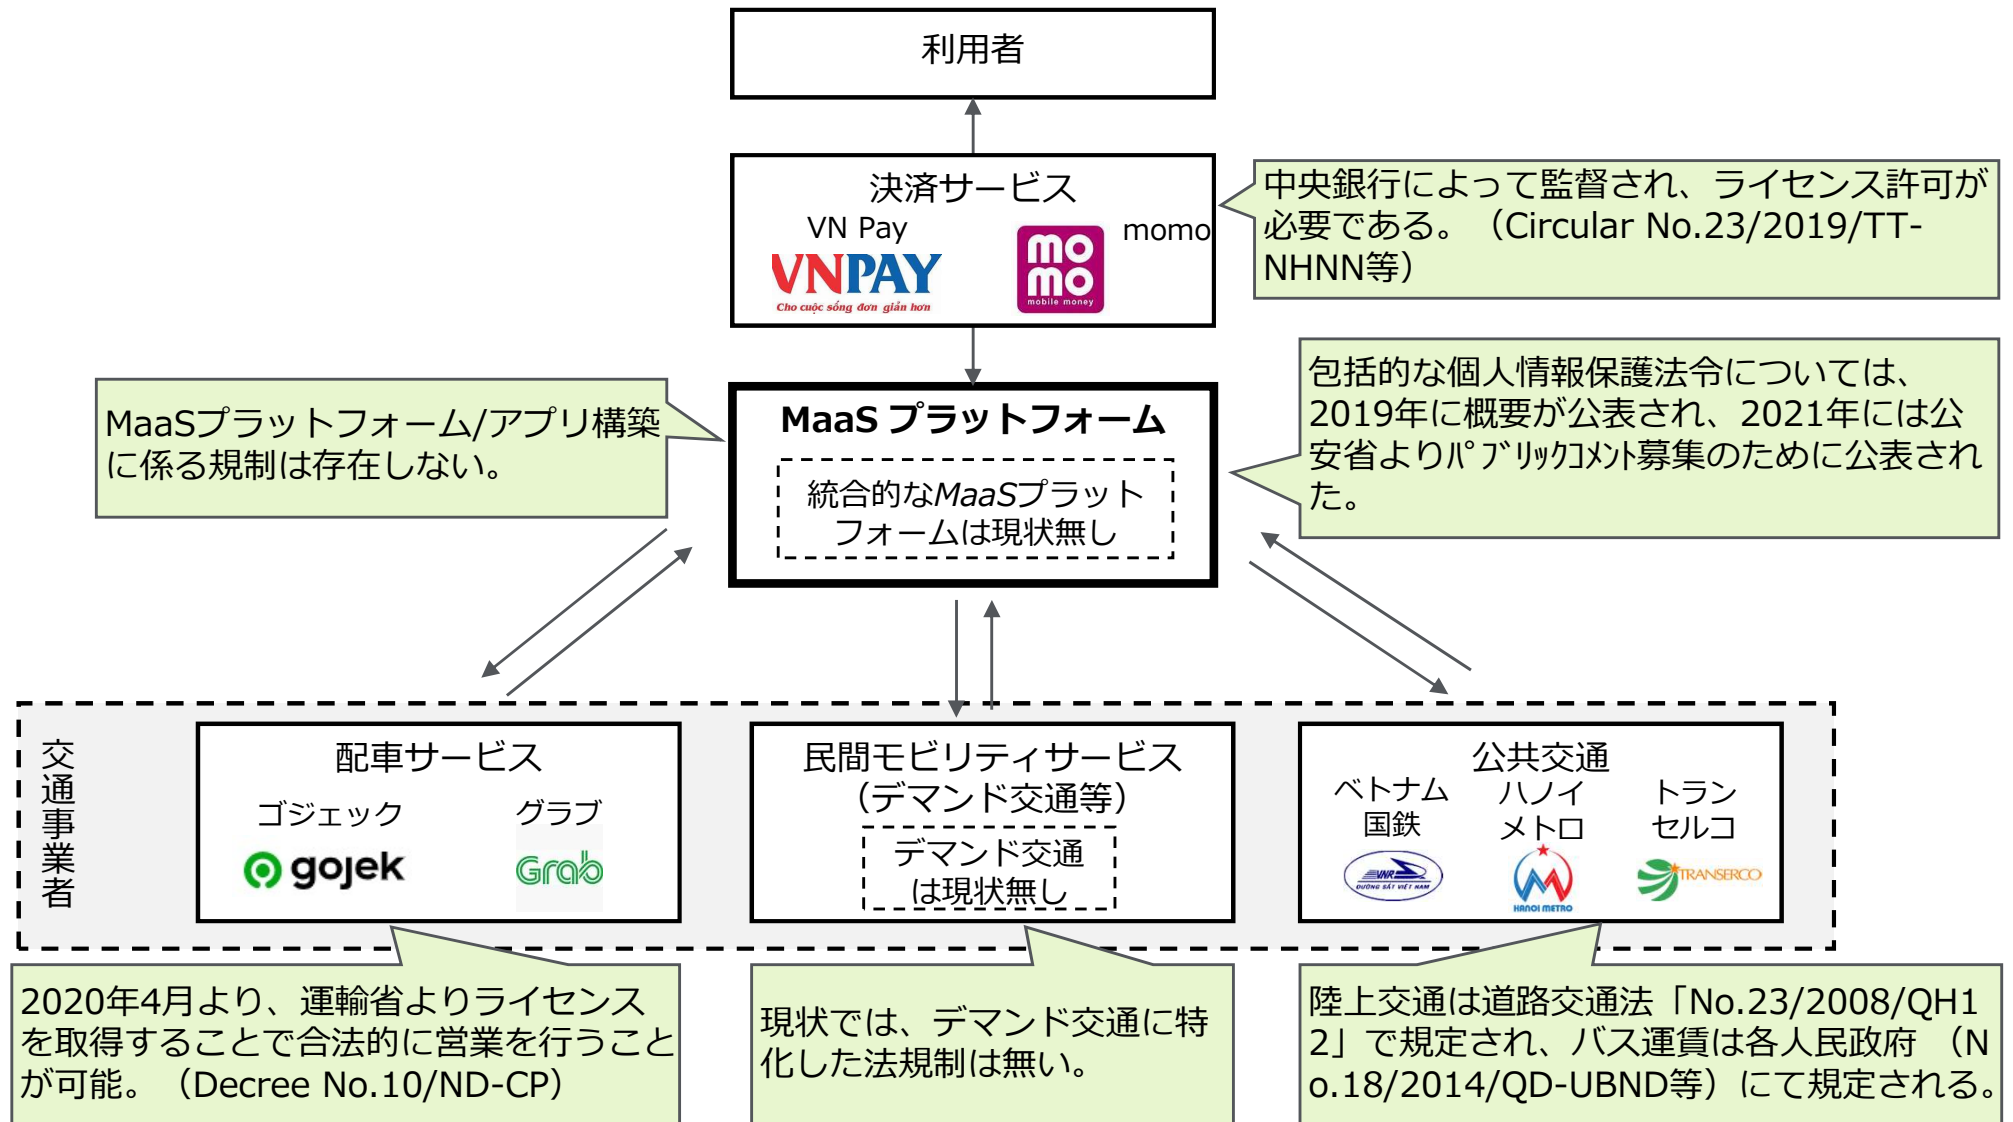 利用者
決済サービス
VN Pay
momo
VNPAY
Cho cuộc sống đơn giản hơn
mo
mo
mobile money
中央銀行によって監督され、ライセンス許可が
必要である。（Circular No.23/2019/TT-
NHNN等）
MaaSプラットフォーム/アプリ構築
に係る規制は存在しない。
MaaS プラットフォーム
統合的なMaaSプラット
フォームは現状無し
包括的な個人情報保護法令については、
2019年に概要が公表され、2021年には公
安省よりﾊﾟﾌﾞﾘｯｸｺﾒﾝﾄ募集のために公表され
た。
交通事業者
配車サービス
ゴジェック
グラブ
gojek
Grab
民間モビリティサービス
（デマンド交通等）
デマンド交通
は現状無し
公共交通
ベトナム
国鉄
ハノイ
メトロ
トラン
セルコ
VNR
ĐƯỜNG SẮT VIỆT NAM
HANOI METRO
TRANSERCO
2020年4月より、運輸省よりライセンス
を取得することで合法的に営業を行うこと
が可能。（Decree No.10/ND-CP）
現状では、デマンド交通に特
化した法規制は無い。
陸上交通は道路交通法「No.23/2008/QH1
2」で規定され、バス運賃は各人民政府 （N
o.18/2014/QD-UBND等）にて規定される。